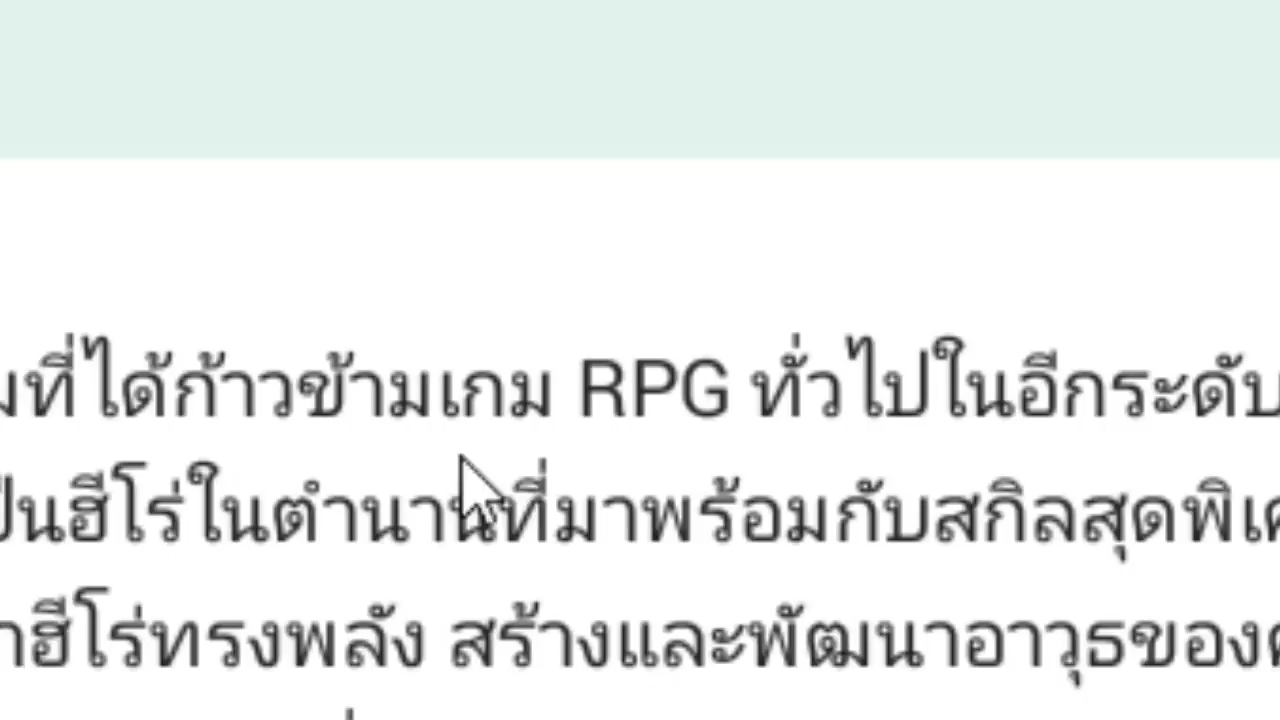 ที่ได้ก้าวข้ามเกม RPG ทั่วไปในอีกระดับ
ป็นฮีโร่ในตำนานที่มาพร้อมกับสกิลสุดพิเ
ฮีโร่ทรงพลัง สร้างและพัฒนาอาวุธของ